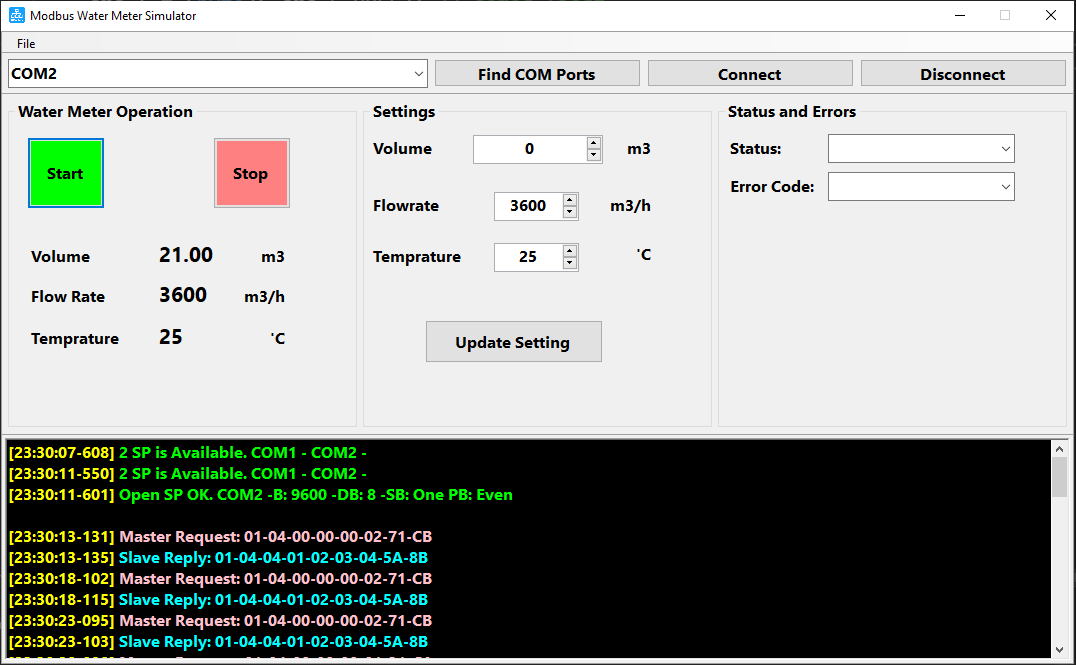 Modbus Water Meter Simulator
File
COM2
Find COM Ports
Connect
Disconnect
Water Meter Operation
Start
Stop
Volume 21.00 m3
Flow Rate 3600 m3/h
Temprature 25 'C
Settings
Volume 0 m3
Flowrate 3600 m3/h
Temprature 25 'C
Update Setting
Status and Errors
Status:
Error Code:
[23:30:07-608] 2 SP is Available. COM1 - COM2 -
[23:30:11-550] 2 SP is Available. COM1 - COM2 -
[23:30:11-601] Open SP OK. COM2 -B: 9600 -DB: 8 -SB: One PB: Even
[23:30:13-131] Master Request: 01-04-00-00-00-02-71-CB
[23:30:13-135] Slave Reply: 01-04-04-01-02-03-04-5A-8B
[23:30:18-102] Master Request: 01-04-00-00-00-02-71-CB
[23:30:18-115] Slave Reply: 01-04-04-01-02-03-04-5A-8B
[23:30:23-095] Master Request: 01-04-00-00-00-02-71-CB
[23:30:23-103] Slave Reply: 01-04-04-01-02-03-04-5A-8B